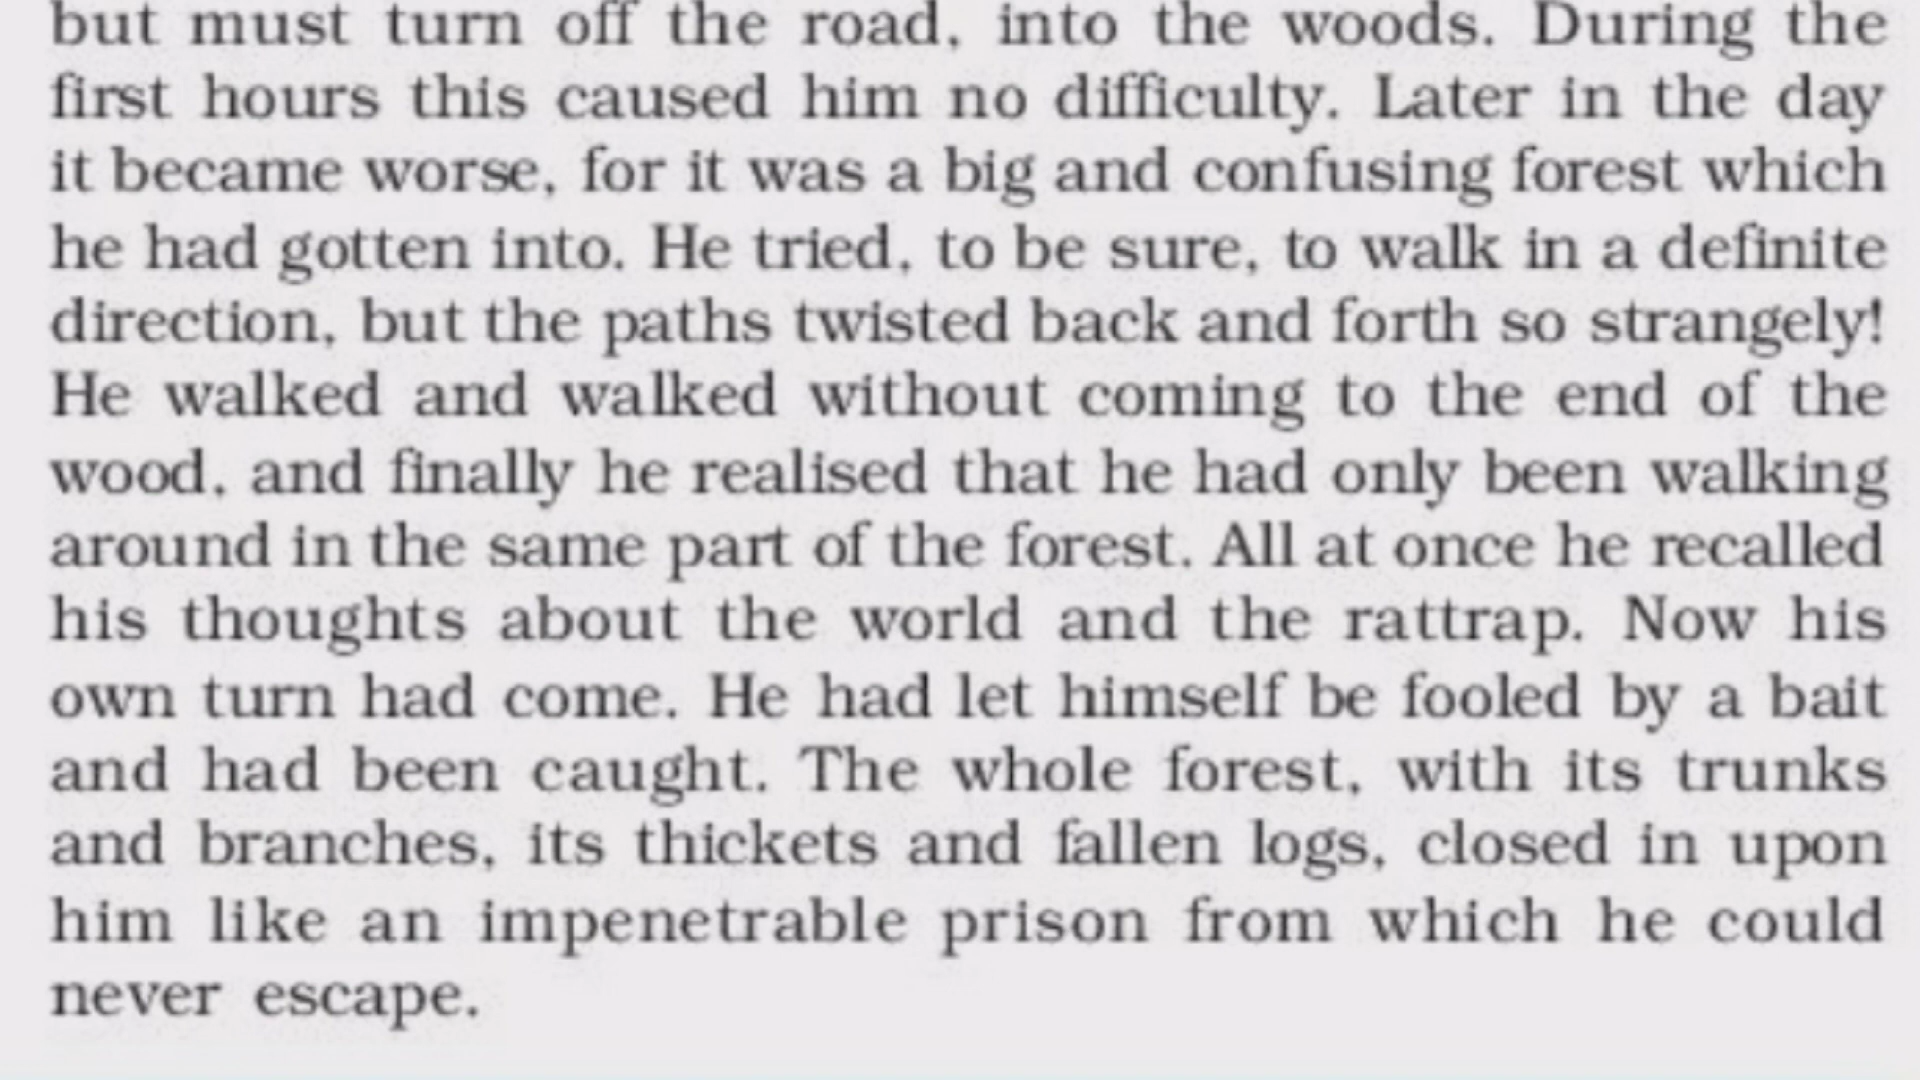 but must turn off the road, into the woods. During the
first hours this caused him no difficulty. Later in the day
it became worse, for it was a big and confusing forest which
he had gotten into. He tried, to be sure, to walk in a definite
direction, but the paths twisted back and forth so strangely!
He walked and walked without coming to the end of the
wood, and finally he realised that he had only been walking
around in the same part of the forest. All at once he recalled
his thoughts about the world and the rattrap. Now his
own turn had come. He had let himself be fooled by a bait
and had been caught. The whole forest, with its trunks
and branches, its thickets and fallen logs, closed in upon
him like an impenetrable prison from which he could
never escape.